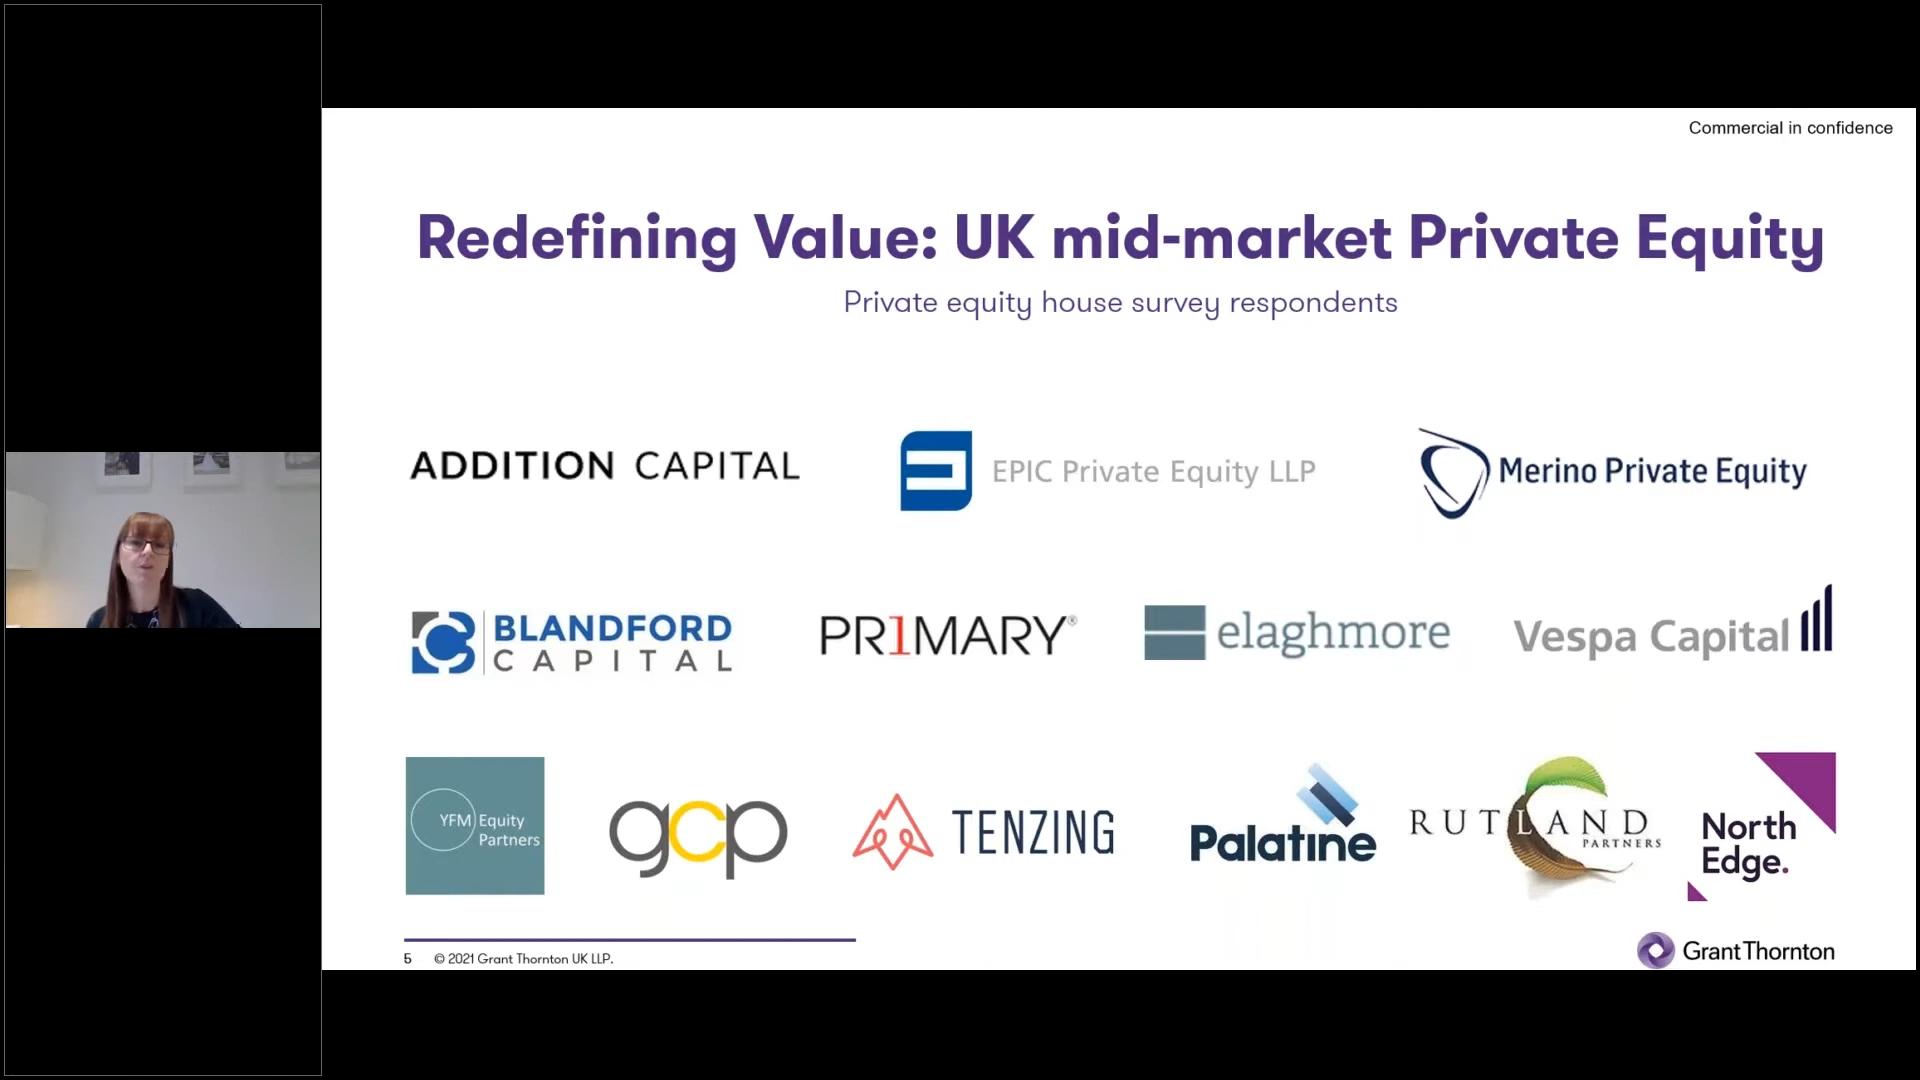 Commercial in confidence
Redefining Value: UK mid-market Private Equity
Private equity house survey respondents
ADDITION CAPITAL
EPIC Private Equity LLP
Merino Private Equity
BLANDFORD
CAPITAL
PR1MARY®
elaghmore
Vespa Capital
YFM Equity
Partners
gcp
TENZING
Palatine
RUTLAND
PARTNERS
North
Edge.
5 © 2021 Grant Thornton UK LLP.
Grant Thornton